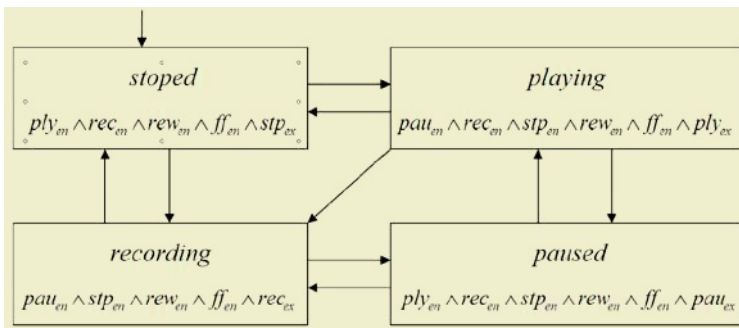 stoped
ply_en ∧ rec_en ∧ rew_en ∧ ff_en ∧ stp_ex
playing
pau_en ∧ rec_en ∧ stp_en ∧ rew_en ∧ ff_en ∧ ply_ex
recording
pau_en ∧ stp_en ∧ rew_en ∧ ff_en ∧ rec_ex
paused
ply_en ∧ rec_en ∧ stp_en ∧ rew_en ∧ ff_en ∧ pau_ex